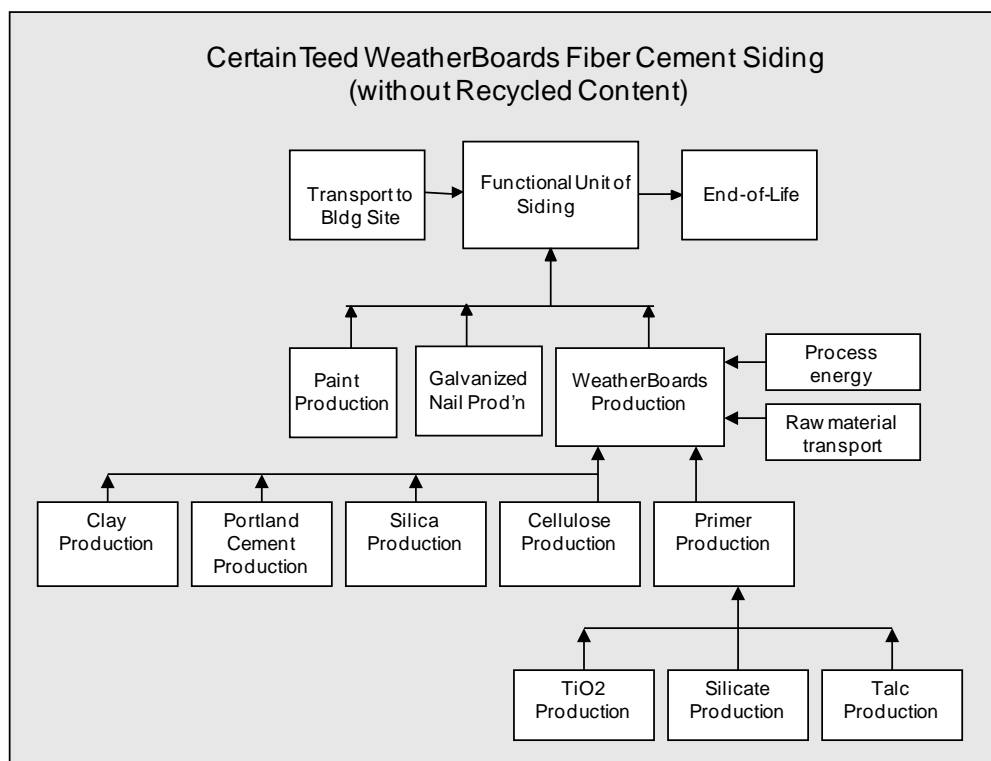 CertainTeed WeatherBoards Fiber Cement Siding
(without Recycled Content)
Transport to
Bldg Site
Functional Unit of
Siding
End-of-Life
Paint
Production
Galvanized
Nail Prod'n
WeatherBoards
Production
Process
energy
Raw material
transport
Clay
Production
Portland
Cement
Production
Silica
Production
Cellulose
Production
Primer
Production
TiO2
Production
Silicate
Production
Talc
Production